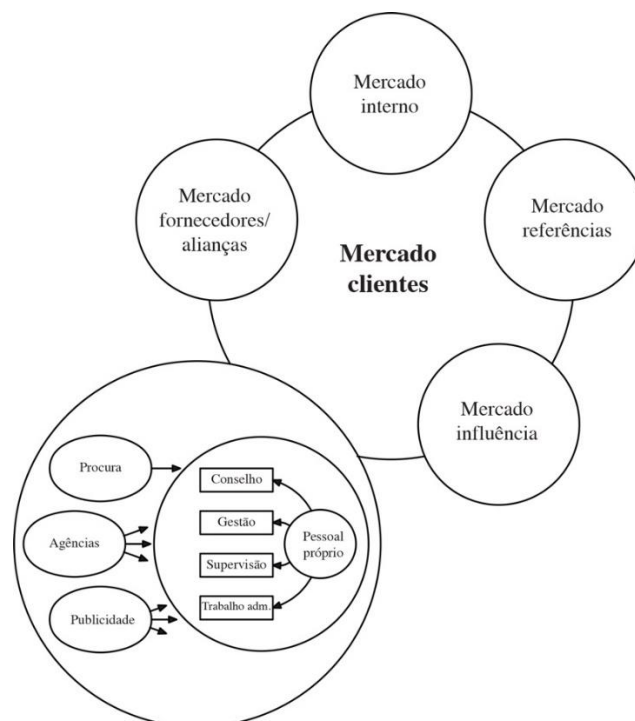 Mercado
interno
Mercado
fornecedores/
alianças
Mercado
referências
Mercado
clientes
Mercado
influência
Procura
Agências
Publicidade
Conselho
Gestão
Supervisão
Trabalho adm.
Pessoal
próprio